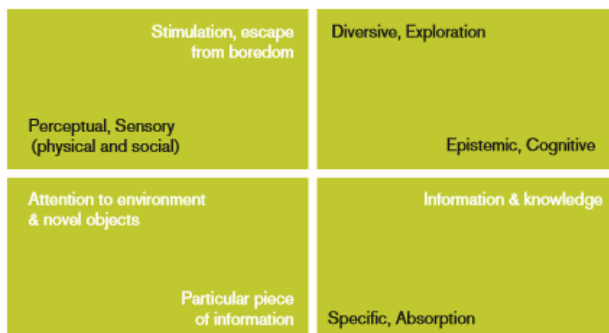 Stimulation, escape
from boredom
Perceptual, Sensory
(physical and social)
Diversive, Exploration
Epistemic, Cognitive
Attention to environment
& novel objects
Particular piece
of information
Information & knowledge
Specific, Absorption